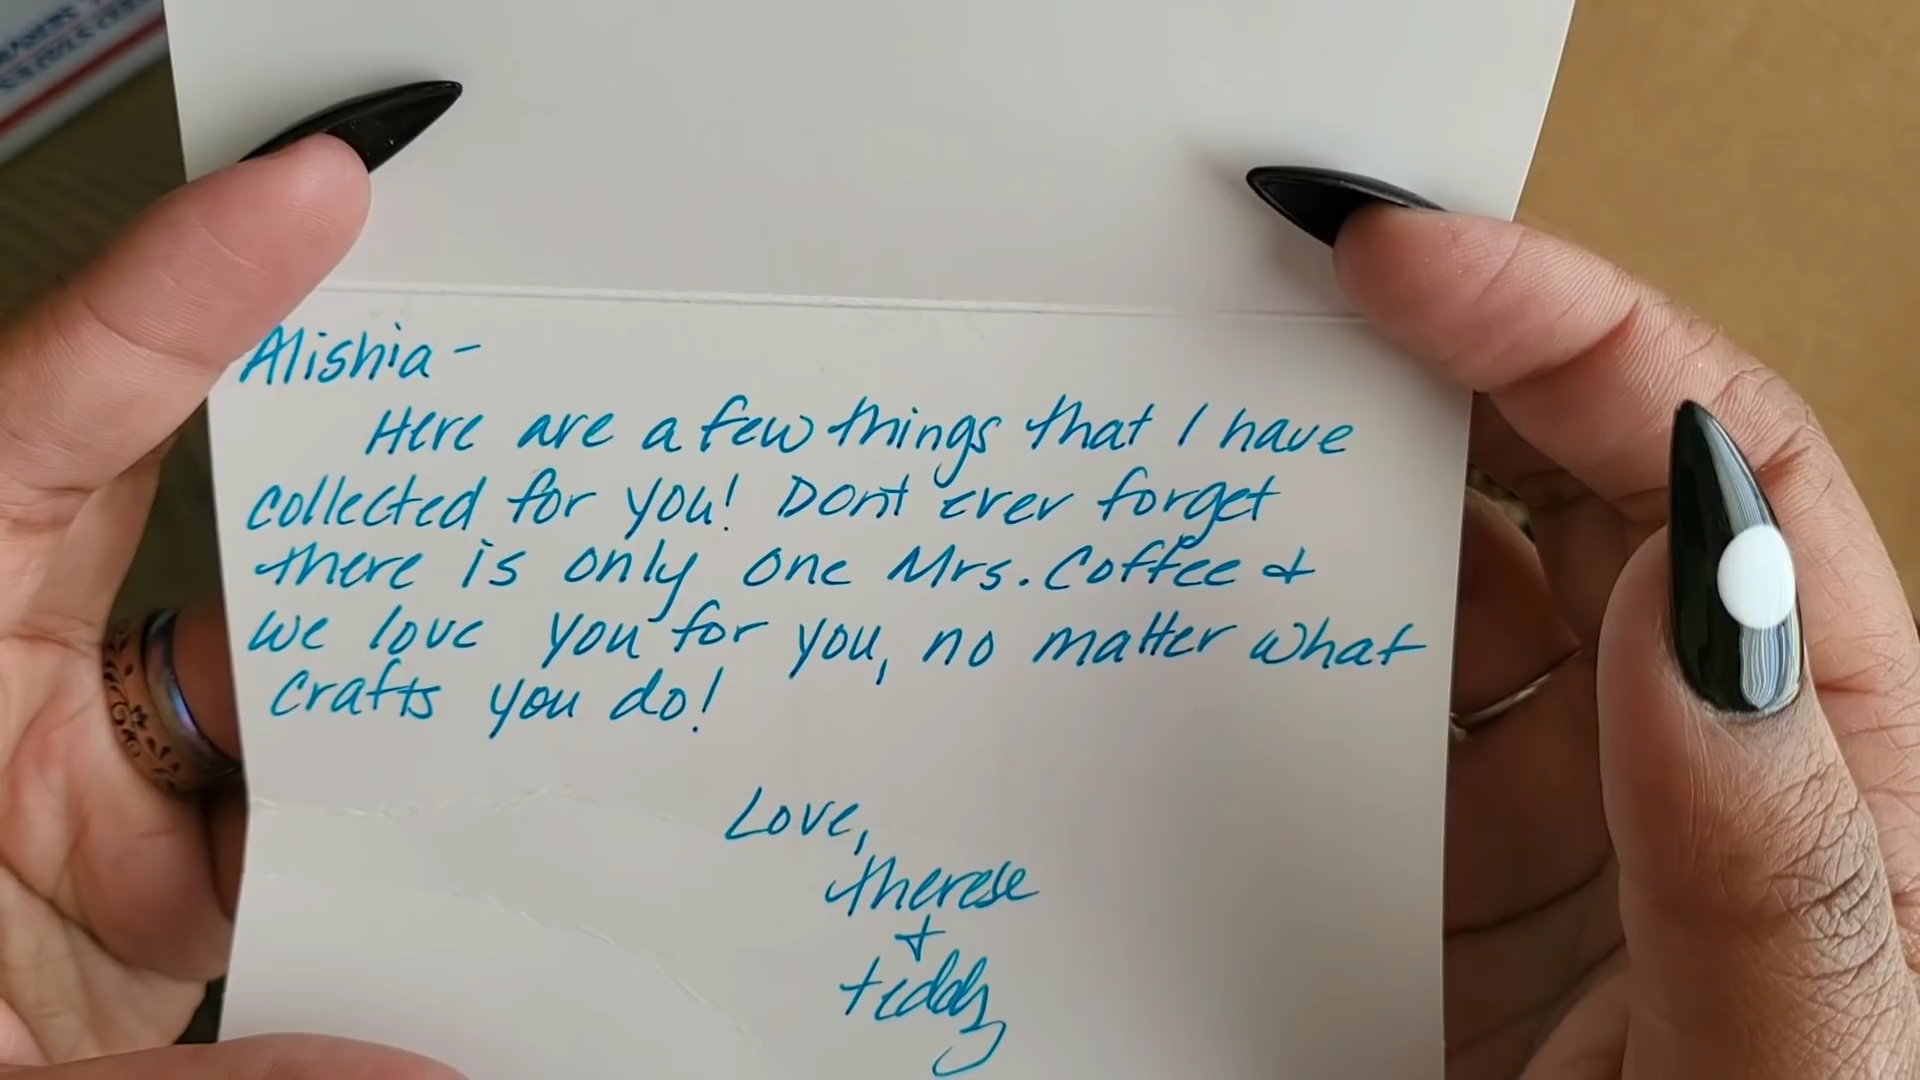 Alishia -
Here are a few things that I have
collected for you! Dont ever forget
there is only one Mrs. Coffee +
we love you for you, no matter what
crafts you do!
Love,
Therese
+
Teddy